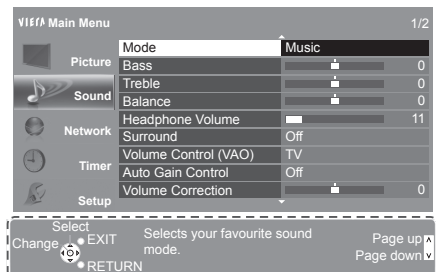 VIERA Main Menu 1/2
Mode Music
Picture
Bass 0
Treble 0
Sound
Balance 0
Headphone Volume 11
Network
Surround Off
Volume Control (VAO) TV
Timer
Auto Gain Control Off
Volume Correction 0
Setup
Select
Change
EXIT
RETURN
Selects your favourite sound
mode.
Page up
Page down